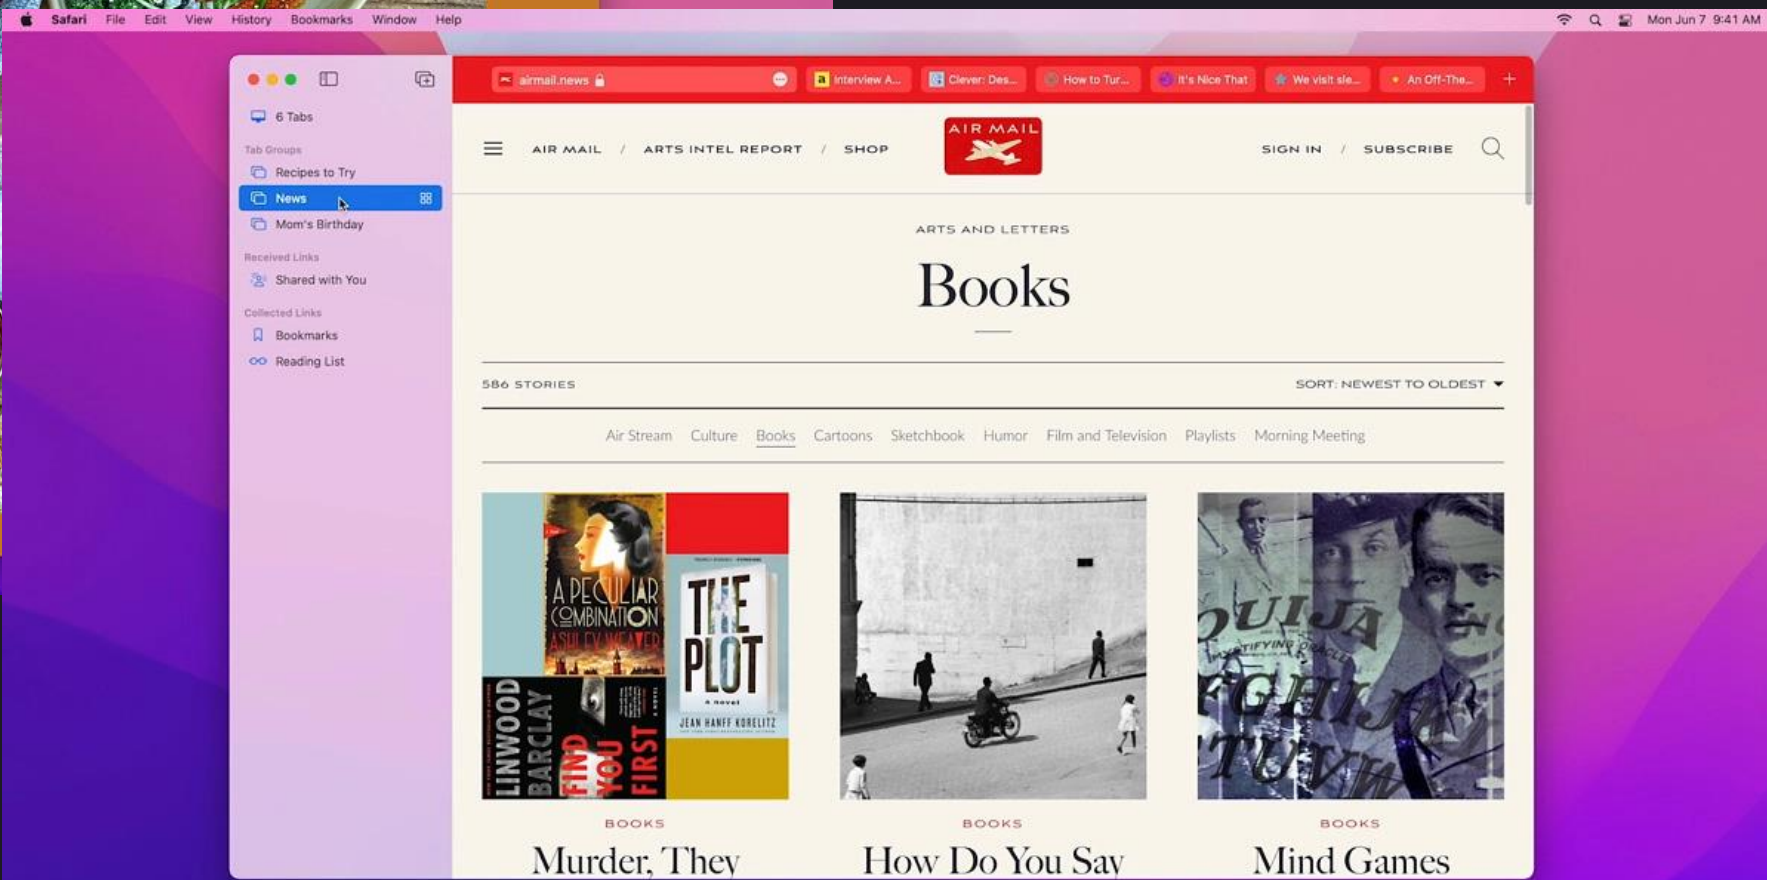 Safari File Edit View History Bookmarks Window Help
Mon Jun 7 9:41 AM
airmail.news
a Interview A...
Clever: Des...
How to Tur...
It's Nice That
We visit sle...
An Off-The...
6 Tabs
Tab Groups
Recipes to Try
News
Mom's Birthday
Received Links
Shared with You
Collected Links
Bookmarks
Reading List
AIR MAIL / ARTS INTEL REPORT / SHOP
AIR MAIL
SIGN IN / SUBSCRIBE
ARTS AND LETTERS
Books
586 STORIES
SORT: NEWEST TO OLDEST
Air Stream Culture Books Cartoons Sketchbook Humor Film and Television Playlists Morning Meeting
A PECULIAR
COMBINATION
ASHLEY WEAVER
THE
PLOT
a novel
JEAN HANFF KORELITZ
LINWOOD
BARCLAY
FIND
YOU
FIRST
OUIJA
MYSTIFYING ORACLE
BOOKS
Murder, They
BOOKS
How Do You Say
BOOKS
Mind Games